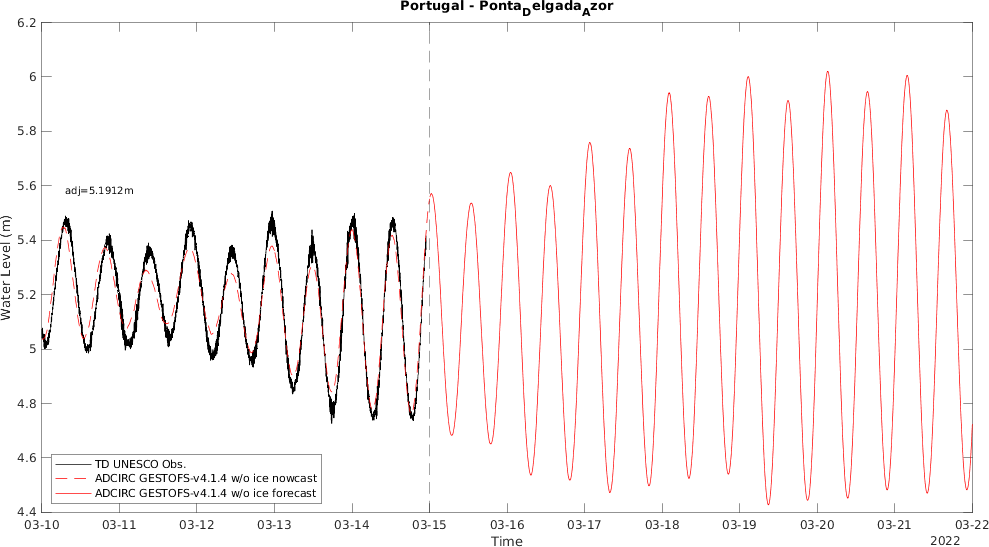 Portugal - PontaDelgadaAzor
6.2
6
5.8
5.6
5.4
5.2
5
4.8
4.6
4.4
Water Level (m)
adj=5.1912m
TD UNESCO Obs.
ADCIRC GESTOFS-v4.1.4 w/o ice nowcast
ADCIRC GESTOFS-v4.1.4 w/o ice forecast
03-10 03-11 03-12 03-13 03-14 03-15 03-16 03-17 03-18 03-19 03-20 03-21 03-22
Time
2022